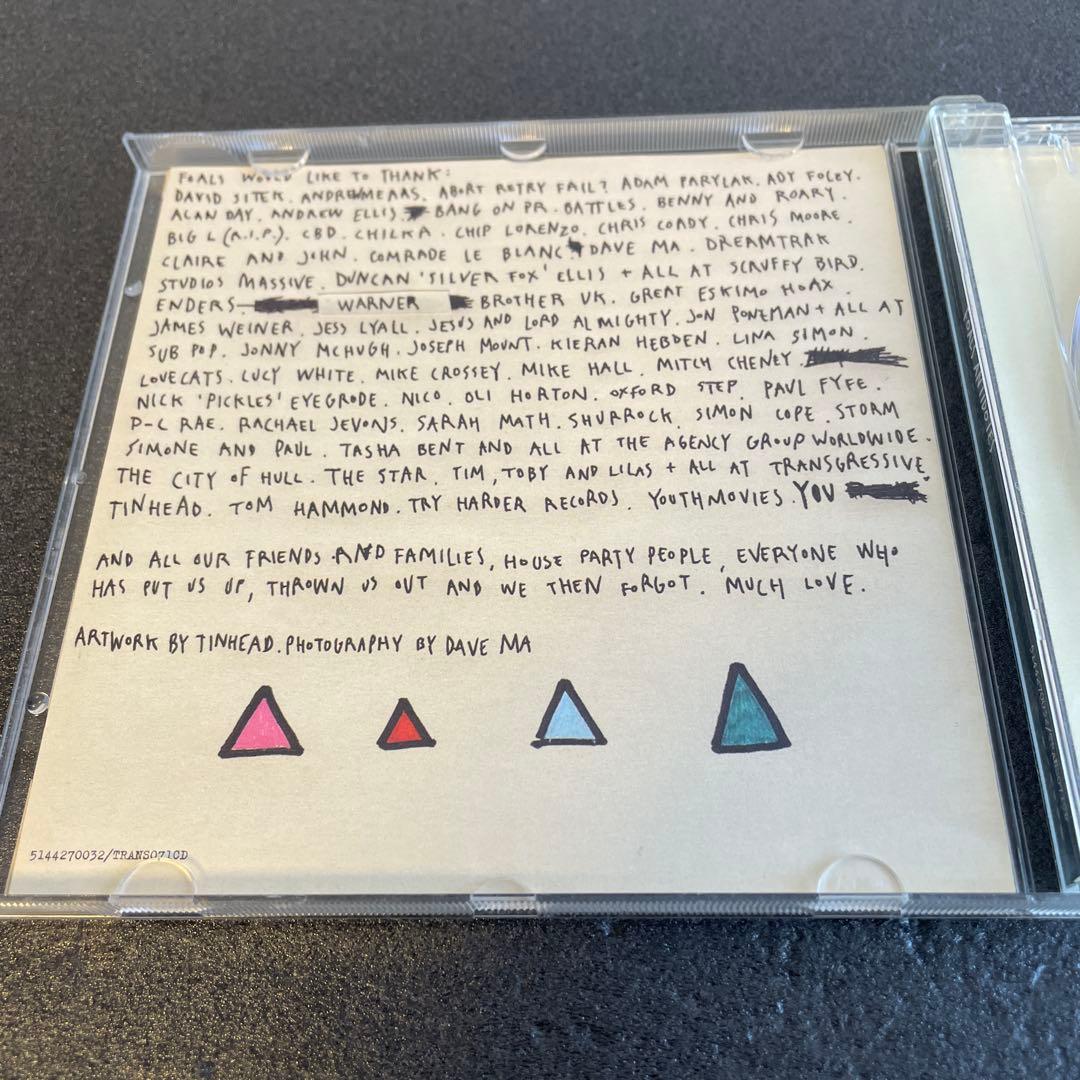 FOALS WOULD LIKE TO THANK:
DAVID SITEK. ANDREW MEAAS. ABORT RETRY FAIL? ADAM PARYLAK. ADY FOLEY.
ALAN DAY. ANDREW ELLIS. BANG ON PR. BATTLES. BENNY AND ROARY.
BIG L (R.I.P.). CBD. CHILKA. CHIP LORENZO. CHRIS COADY. CHRIS MOORE.
CLAIRE AND JOHN. COMRADE LE BLANC. DAVE MA. DREAMTRAK
STUDIOS MASSIVE. DUNCAN 'SILVER FOX' ELLIS + ALL AT SCRUFFY BIRD.
ENDERS. WARNER BROTHER UK. GREAT ESKIMO HOAX.
JAMES WEINER. JESS LYALL. JESUS AND LORD ALMIGHTY. JON PONEMAN + ALL AT
SUB POP. JONNY MCHUGH. JOSEPH MOUNT. KIERAN HEBDEN. LINA SIMON.
LOVECATS. LUCY WHITE. MIKE CROSSEY. MIKE HALL. MITCH CHENEY.
NICK 'PICKLES' EYEGRODE. NICO. OLI HORTON. OXFORD STEP. PAUL FYFE.
P-C RAE. RACHAEL JEVONS. SARAH MATH. SHURROCK. SIMON COPE. STORM
SIMONE AND PAUL. TASHA BENT AND ALL AT THE AGENCY GROUP WORLDWIDE.
THE CITY OF HULL. THE STAR. TIM, TOBY AND LILAS + ALL AT TRANSGRESSIVE.
TINHEAD. TOM HAMMOND. TRY HARDER RECORDS. YOUTHMOVIES. YOU
AND ALL OUR FRIENDS AND FAMILIES, HOUSE PARTY PEOPLE, EVERYONE WHO
HAS PUT US UP, THROWN US OUT AND WE THEN FORGOT. MUCH LOVE.
ARTWORK BY TINHEAD. PHOTOGRAPHY BY DAVE MA
5144270032/TRANS071CD